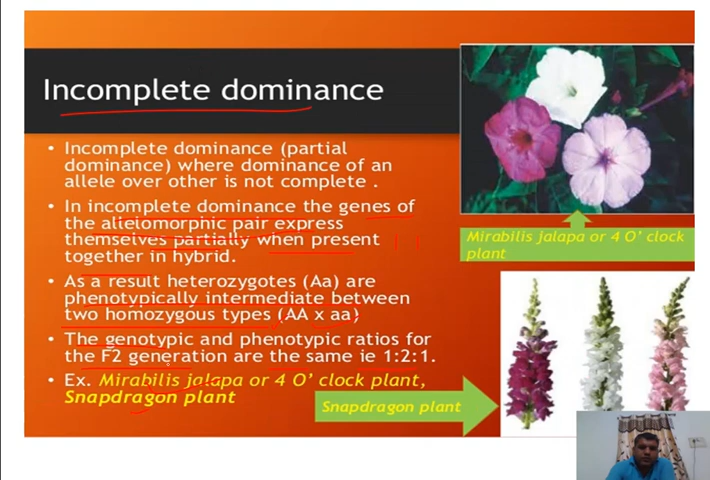 Incomplete dominance
• Incomplete dominance (partial
dominance) where dominance of an
allele over other is not complete .
• In incomplete dominance the genes of
the allelomorphic pair express
themselves partially when present
together in hybrid.
• As a result heterozygotes (Aa) are
phenotypically intermediate between
two homozygous types (AA x aa)
• The genotypic and phenotypic ratios for
the F2 generation are the same ie 1:2:1.
• Ex. Mirabilis jalapa or 4 O' clock plant,
Snapdragon plant
Mirabilis jalapa or 4 O' clock
plant
Snapdragon plant